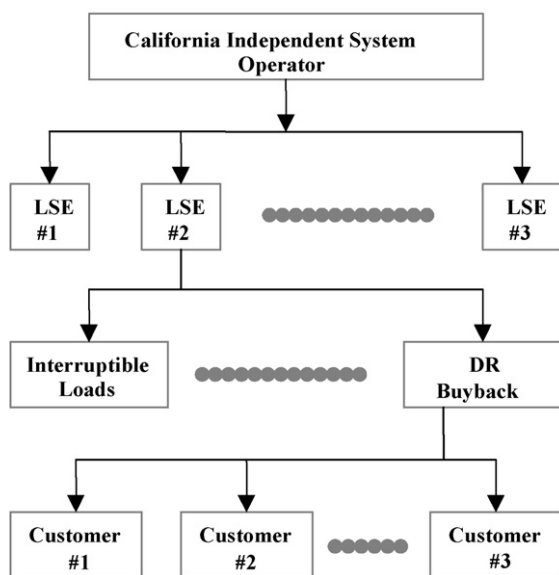 California Independent System
Operator
LSE
#1
LSE
#2
LSE
#3
Interruptible
Loads
DR
Buyback
Customer
#1
Customer
#2
Customer
#3